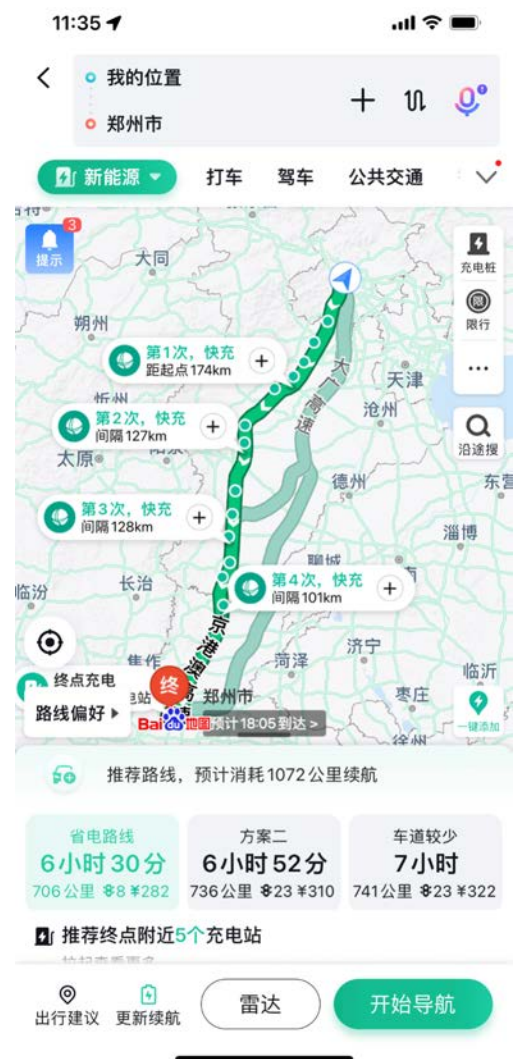 11:35
我的位置
郑州市
新能源
打车
驾车
公共交通
3
提示
大同
充电桩
朔州
限
限行
第1次，快充
距起点174km
大广高速
天津
忻州
沧州
第2次，快充
间隔127km
太原
沿途搜
德州
东营
第3次，快充
间隔128km
淄博
聊城
临汾
长治
第4次，快充
间隔101km
京港澳高速
济宁
焦作
菏泽
临沂
终点充电
终
郑州市
枣庄
电站
路线偏好
Bai du 地图
预计18:05到达 >
一键添加
徐州
推荐路线，预计消耗1072公里续航
省电路线
6小时30分
706公里 8 ¥282
方案二
6小时52分
736公里 23 ¥310
车道较少
7小时
741公里 23 ¥322
推荐终点附近5个充电站
出行建议
更新续航
雷达
开始导航